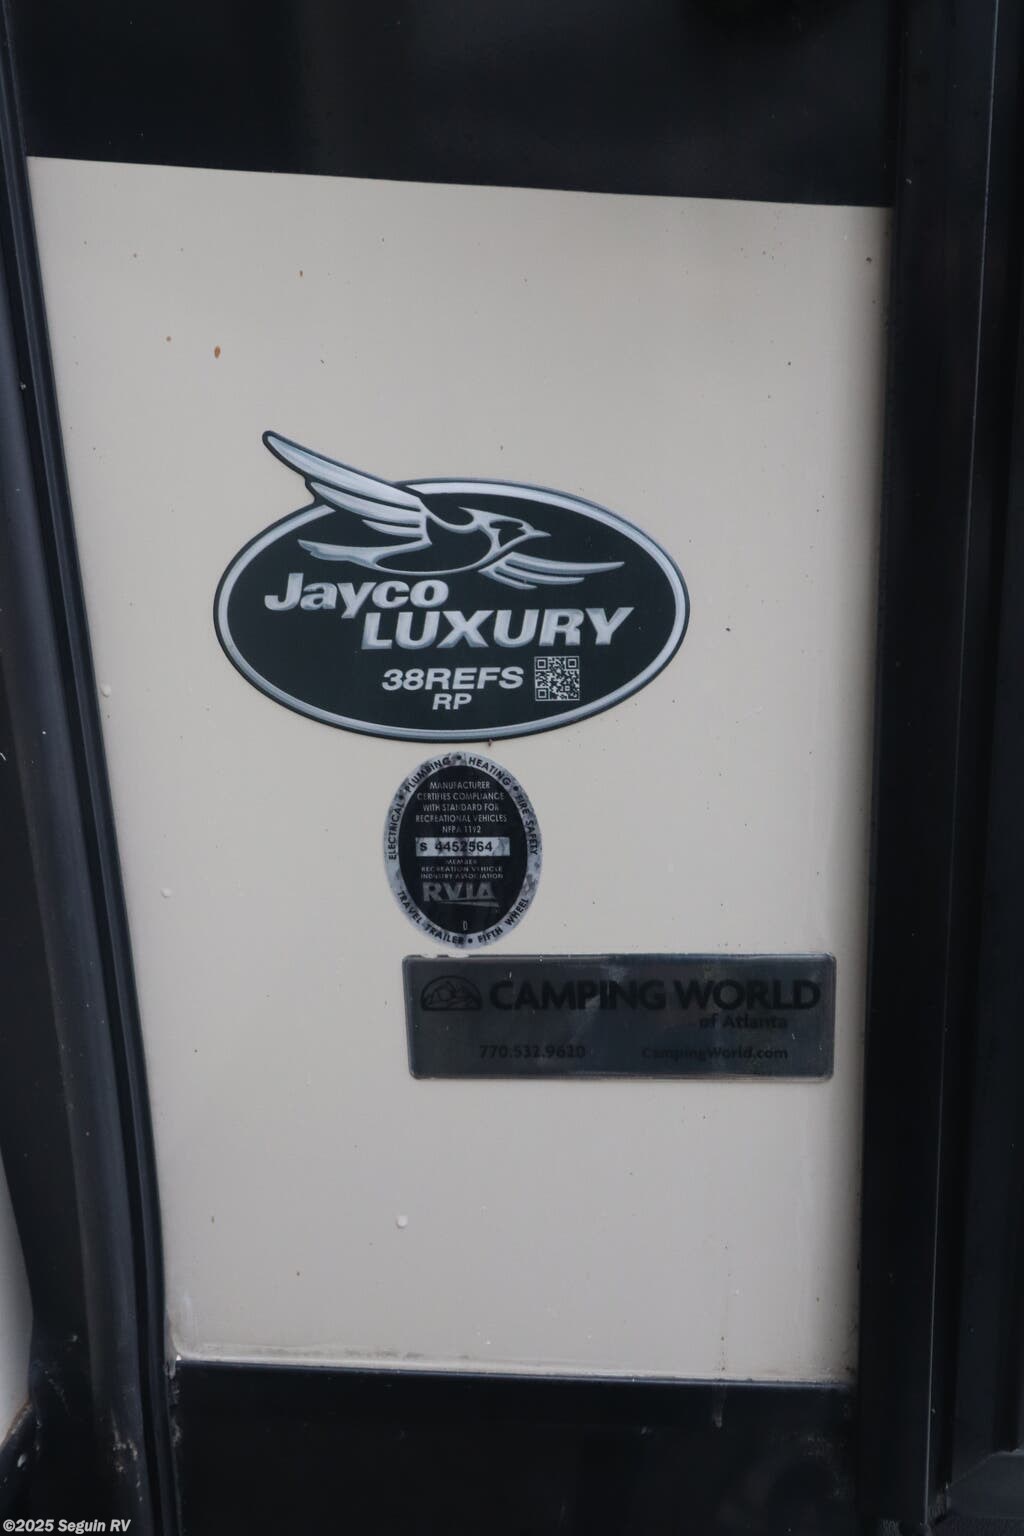 Jayco
LUXURY
38REFS
RP
ELECTRICAL • PLUMBING • HEATING • FIRE SAFETY
MANUFACTURER
CERTIFIES COMPLIANCE
WITH STANDARD FOR
RECREATIONAL VEHICLES
NFPA 1192
S 4452564
MEMBER
RECREATION VEHICLE
INDUSTRY ASSOCIATION
RVIA
D
TRAVEL TRAILER • FIFTH WHEEL
CAMPING WORLD
of Atlanta
770.532.9620 CampingWorld.com
©2025 Seguin RV